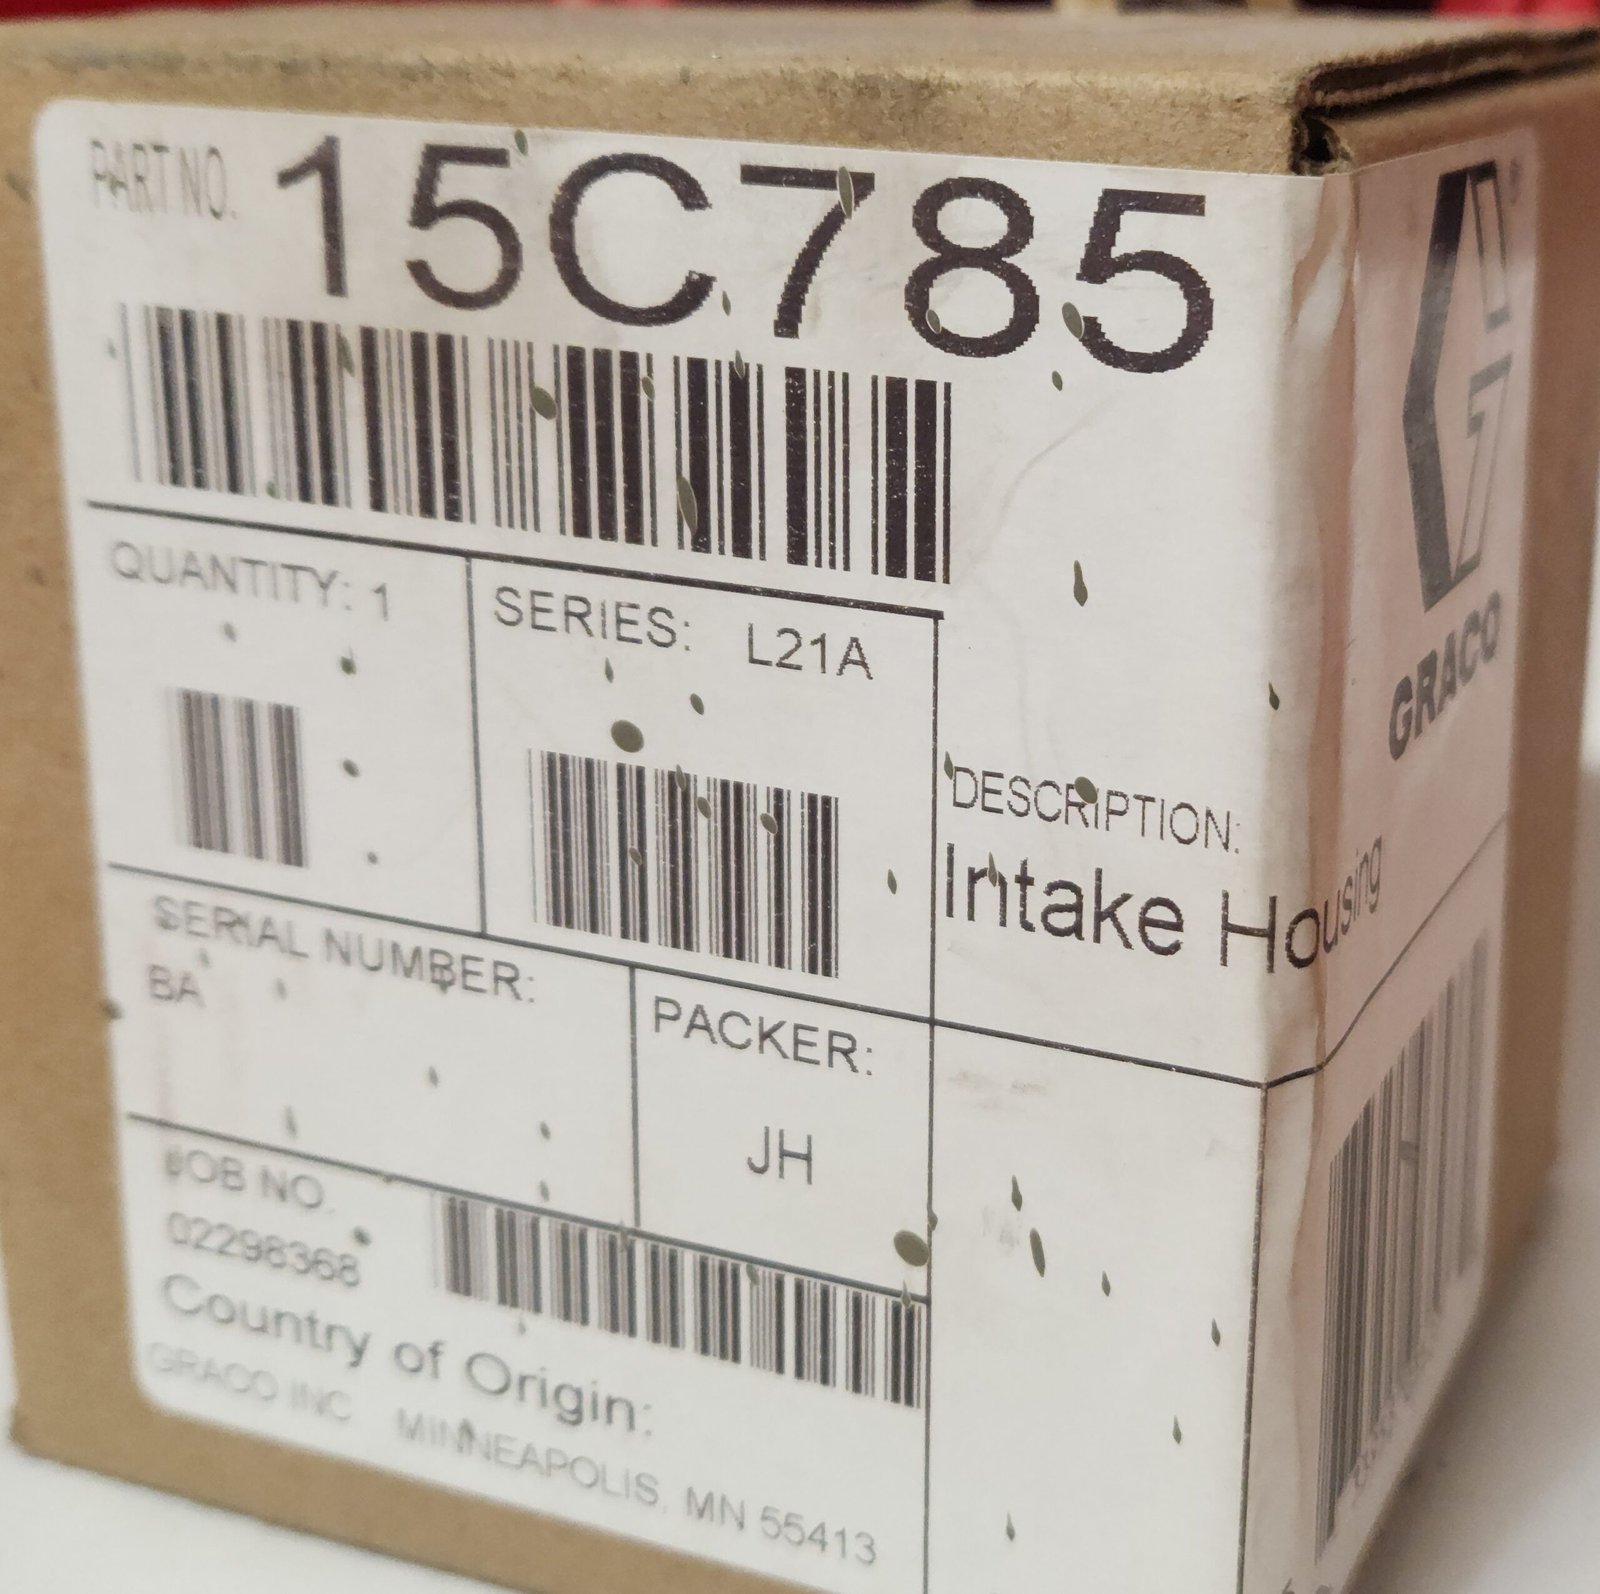 PART NO. 15C785
QUANTITY: 1
SERIES: L21A
DESCRIPTION:
Intake Housing
SERIAL NUMBER:
BA
PACKER:
JH
JOB NO.
02298368
Country of Origin:
GRACO INC MINNEAPOLIS, MN 55413
®
GRACO